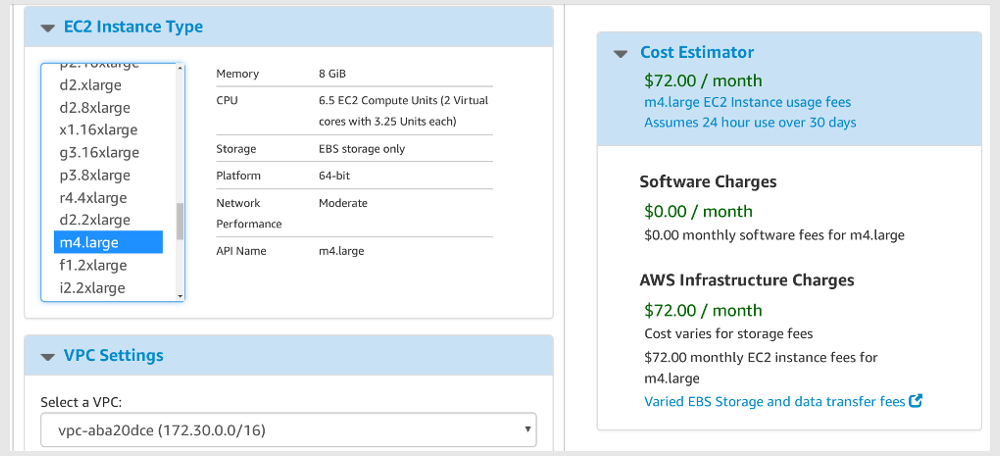 EC2 Instance Type
d2.xlarge
d2.8xlarge
x1.16xlarge
g3.16xlarge
p3.8xlarge
r4.4xlarge
d2.2xlarge
m4.large
f1.2xlarge
i2.2xlarge
Memory 8 GiB
CPU 6.5 EC2 Compute Units (2 Virtual
cores with 3.25 Units each)
Storage EBS storage only
Platform 64-bit
Network Moderate
Performance
API Name m4.large
VPC Settings
Select a VPC:
vpc-aba20dce (172.30.0.0/16)
Cost Estimator
$72.00 / month
m4.large EC2 Instance usage fees
Assumes 24 hour use over 30 days
Software Charges
$0.00 / month
$0.00 monthly software fees for m4.large
AWS Infrastructure Charges
$72.00 / month
Cost varies for storage fees
$72.00 monthly EC2 instance fees for
m4.large
Varied EBS Storage and data transfer fees